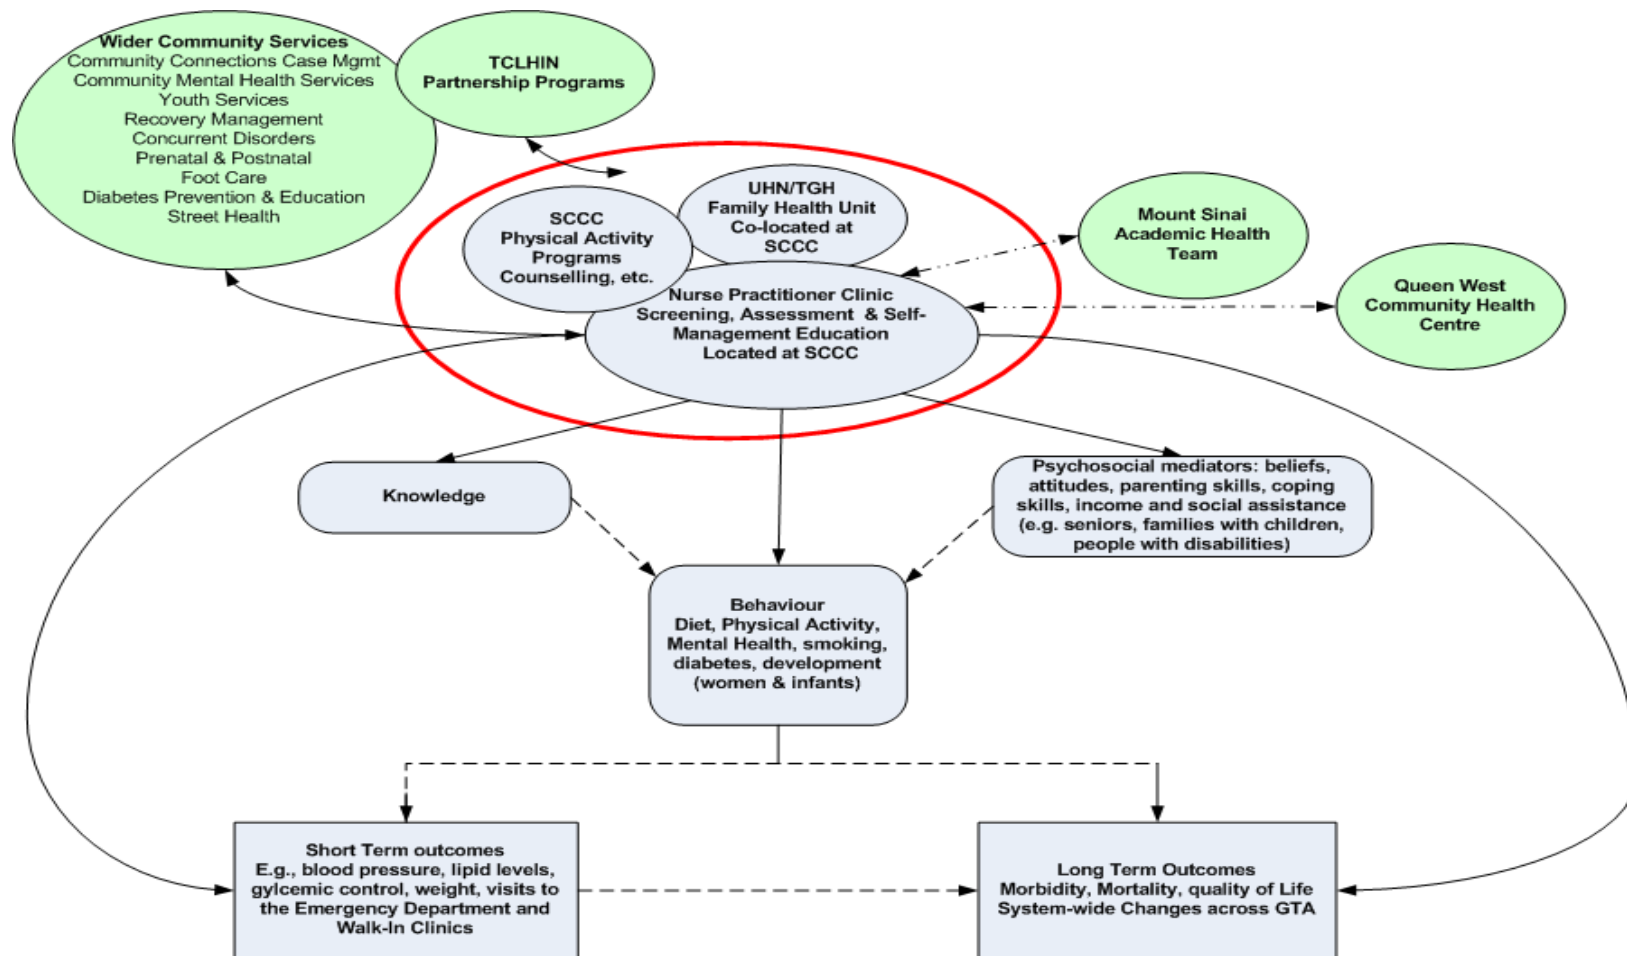 Wider Community Services
Community Connections Case Mgmt
Community Mental Health Services
Youth Services
Recovery Management
Concurrent Disorders
Prenatal & Postnatal
Foot Care
Diabetes Prevention & Education
Street Health
TCLHIN
Partnership Programs
SCCC
Physical Activity
Programs
Counselling, etc.
UHN/TGH
Family Health Unit
Co-located at
SCCC
Mount Sinai
Academic Health
Team
Queen West
Community Health
Centre
Nurse Practitioner Clinic
Screening, Assessment & Self-
Management Education
Located at SCCC
Knowledge
Psychosocial mediators: beliefs,
attitudes, parenting skills, coping
skills, income and social assistance
(e.g. seniors, families with children,
people with disabilities)
Behaviour
Diet, Physical Activity,
Mental Health, smoking,
diabetes, development
(women & infants)
Short Term outcomes
E.g., blood pressure, lipid levels,
gylcemic control, weight, visits to
the Emergency Department and
Walk-In Clinics
Long Term Outcomes
Morbidity, Mortality, quality of Life
System-wide Changes across GTA